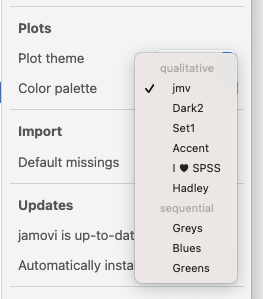 Plots
Plot theme
Color palette
qualitative
✓ jmv
Dark2
Set1
Accent
I ♥ SPSS
Hadley
sequential
Greys
Blues
Greens
Import
Default missings
Updates
jamovi is up-to-dat
Automatically insta